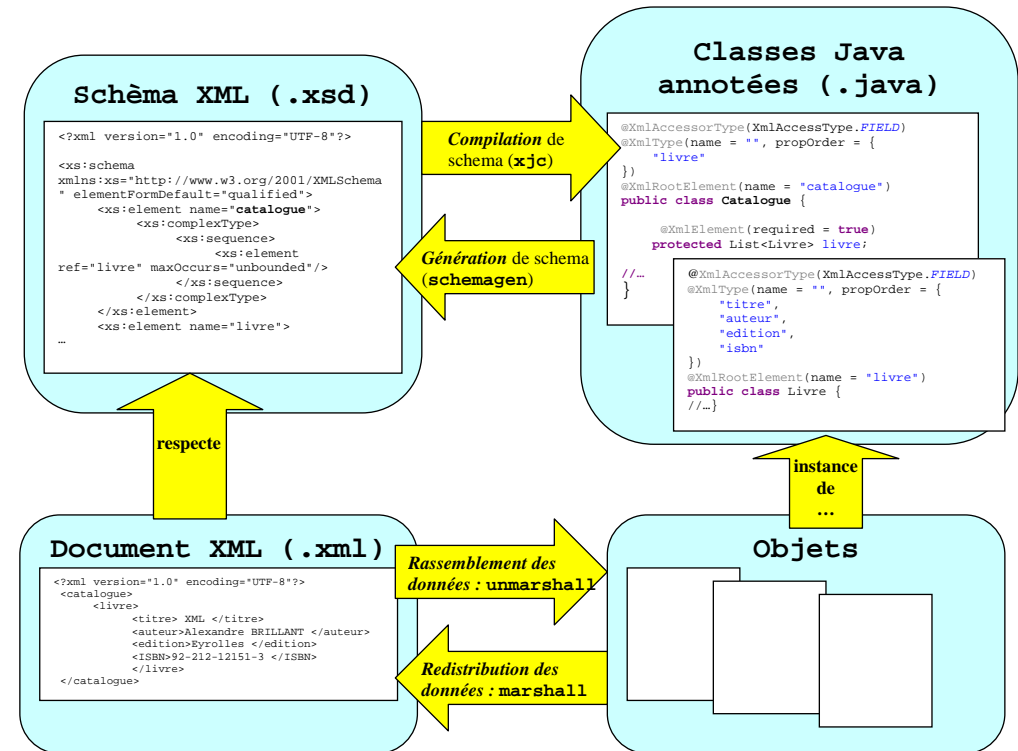 Schèma XML (.xsd)
<?xml version="1.0" encoding="UTF-8"?>
<xs:schema
xmlns:xs="http://www.w3.org/2001/XMLSchema
" elementFormDefault="qualified">
<xs:element name="catalogue">
<xs:complexType>
<xs:sequence>
<xs:element
ref="livre" maxOccurs="unbounded"/>
</xs:sequence>
</xs:complexType>
</xs:element>
<xs:element name="livre">
…
Compilation de
schema (xjc)
Génération de schema
(schemagen)
Classes Java
annotées (.java)
@XmlAccessorType(XmlAccessType.FIELD)
@XmlType(name = "", propOrder = {
"livre"
})
@XmlRootElement(name = "catalogue")
public class Catalogue {
@XmlElement(required = true)
protected List<Livre> livre;
//…
}
@XmlAccessorType(XmlAccessType.FIELD)
@XmlType(name = "", propOrder = {
"titre",
"auteur",
"edition",
"isbn"
})
@XmlRootElement(name = "livre")
public class Livre {
//…}
respecte
instance
de
…
Document XML (.xml)
<?xml version="1.0" encoding="UTF-8"?>
<catalogue>
<livre>
<titre> XML </titre>
<auteur>Alexandre BRILLANT </auteur>
<edition>Eyrolles </edition>
<ISBN>92-212-12151-3 </ISBN>
</livre>
</catalogue>
Rassemblement des
données : unmarshall
Redistribution des
données : marshall
Objets